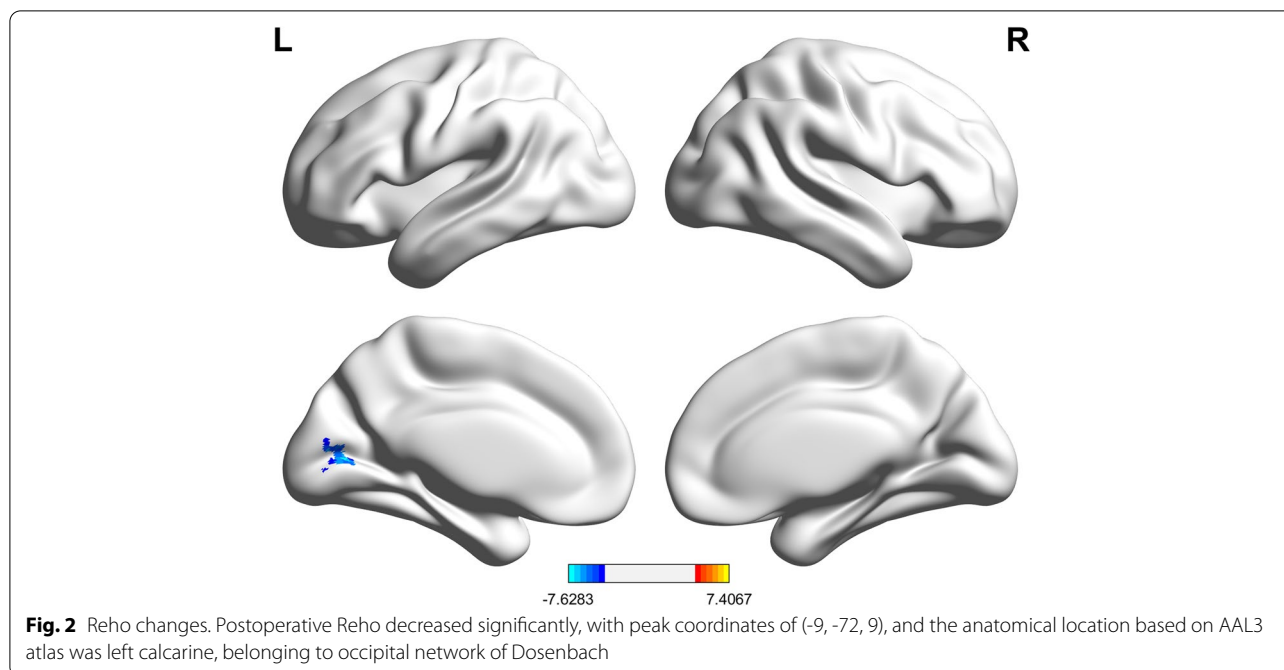 L R
-7.6283 7.4067
Fig. 2 Reho changes. Postoperative Reho decreased significantly, with peak coordinates of (-9, -72, 9), and the anatomical location based on AAL3
atlas was left calcarine, belonging to occipital network of Dosenbach